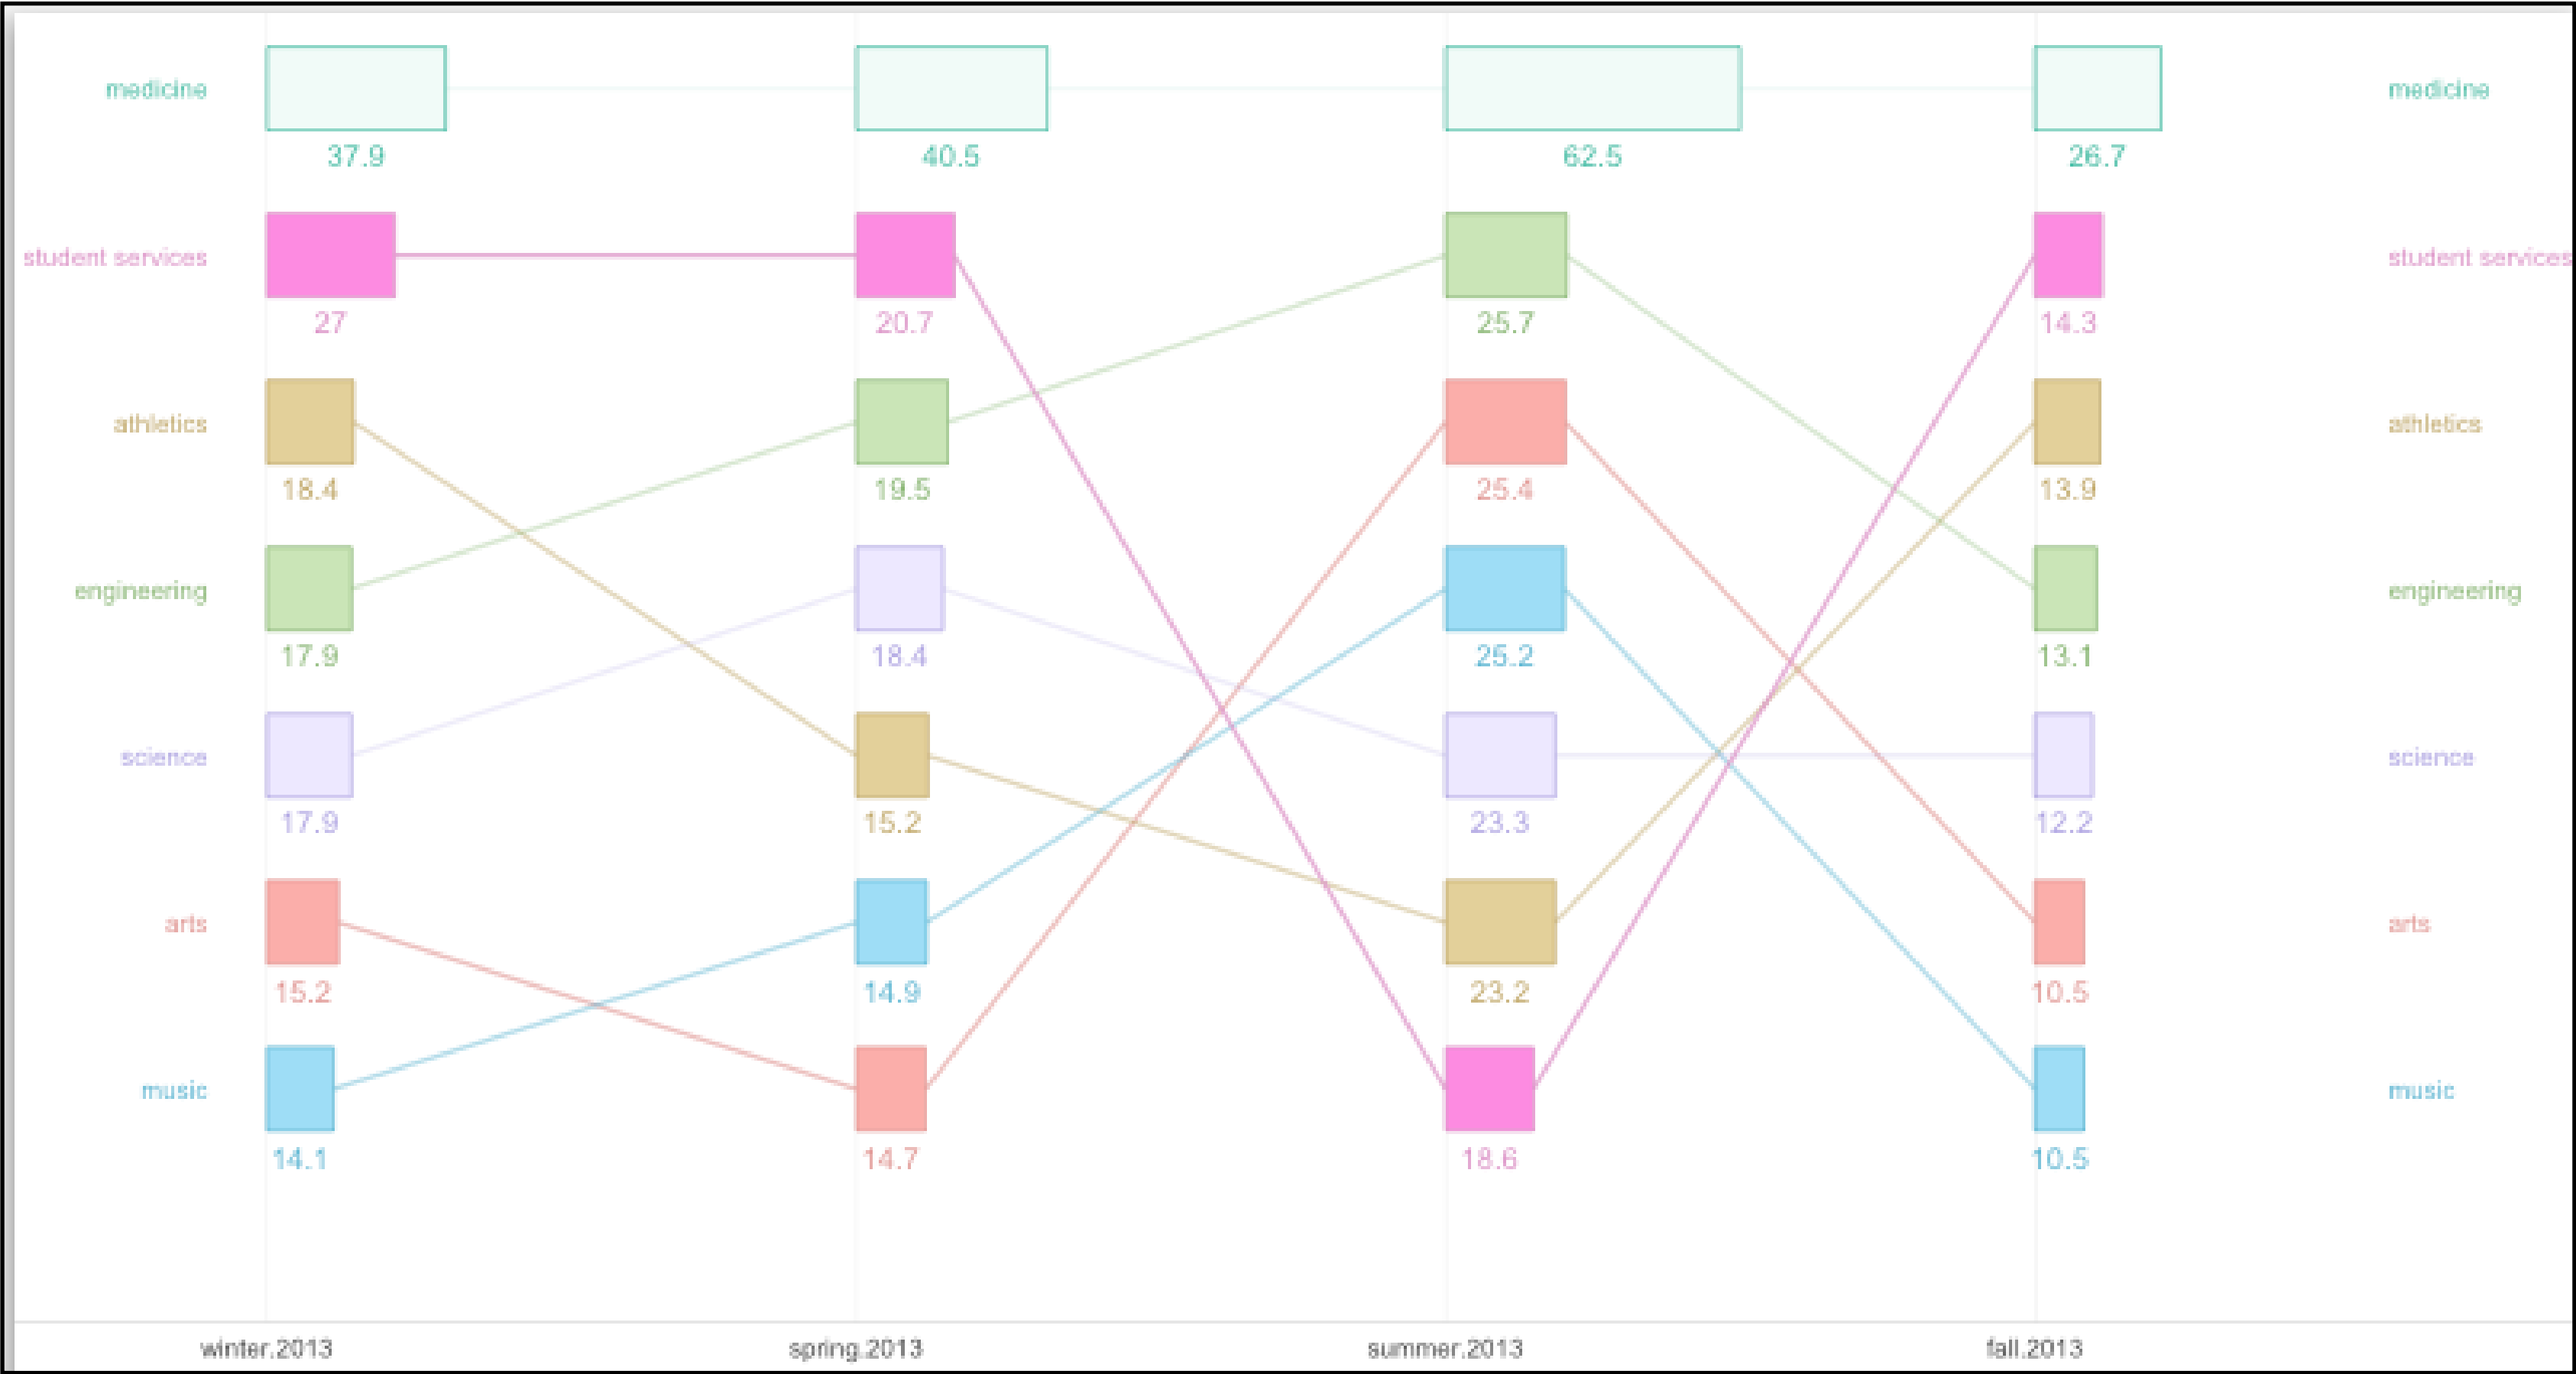 medicine medicine
37.9 40.5 62.5 26.7
student services student services
27 20.7 25.7 14.3
athletics athletics
18.4 19.5 25.4 13.9
engineering engineering
17.9 18.4 25.2 13.1
science science
17.9 15.2 23.3 12.2
arts arts
15.2 14.9 23.2 10.5
music music
14.1 14.7 18.6 10.5
winter.2013 spring.2013 summer.2013 fall.2013